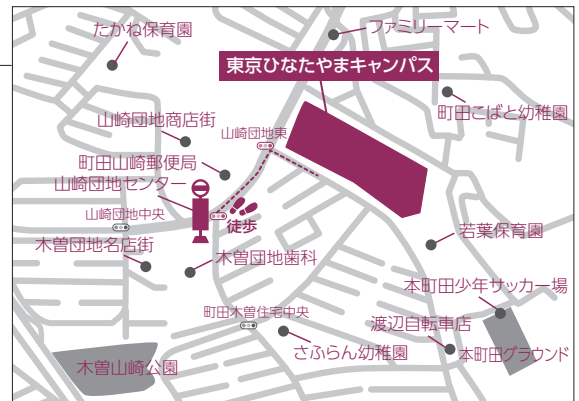 たかね保育園
ファミリーマート
東京ひなたやまキャンパス
町田こばと幼稚園
山崎団地商店街
山崎団地東
町田山崎郵便局
山崎団地センター
山崎団地中央
徒歩
若葉保育園
木曽団地名店街
木曽団地歯科
本町田少年サッカー場
町田木曽住宅中央
渡辺自転車店
さふらん幼稚園
本町田グラウンド
木曽山崎公園